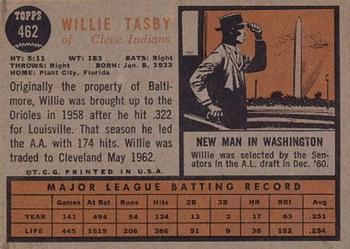 TOPPS
462
WILLIE TASBY
of Cleve. Indians
HT: 5:11 WT: 183 BATS: Right
THROWS: Right BORN: Jan. 8, 1933
HOME: Plant City, Florida
Originally the property of Balti-
more, Willie was brought up to the
Orioles in 1958 after he hit .322
for Louisville. That season he led
the A.A. with 174 hits. Willie was
traded to Cleveland May 1962.
©T.C.G. PRINTED IN U.S.A.
NEW MAN IN WASHINGTON
Willie was selected by the Sen-
ators in the A.L. draft in Dec. '60.
MAJOR LEAGUE BATTING RECORD
Games At Bat Runs Hits 2B 3B HR RBI Avg.
YEAR 141 494 54 124 13 2 17 63 .251
LIFE 445 1519 206 386 51 9 38 152 .254